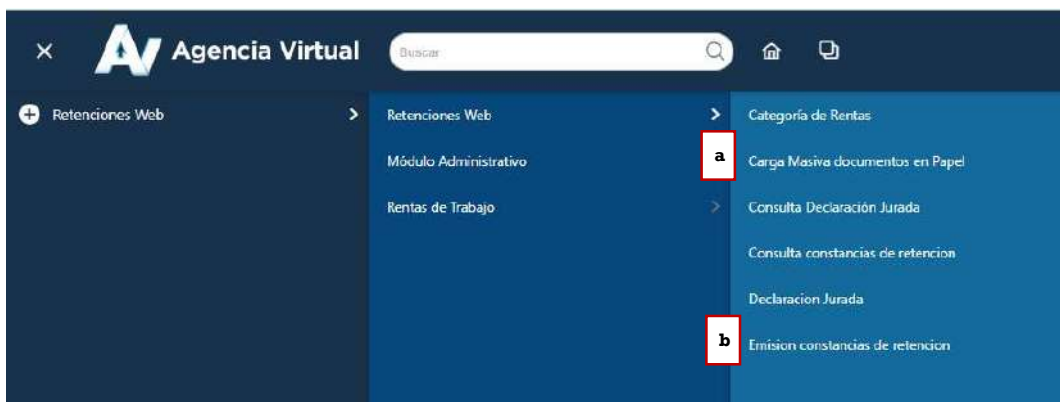 × AV Agencia Virtual Buscar
Retenciones Web
Retenciones Web
Módulo Administrativo
Rentas de Trabajo
Categoría de Rentas
a Carga Masiva documentos en Papel
Consulta Declaración Jurada
Consulta constancias de retencion
Declaracion Jurada
b Emision constancias de retencion